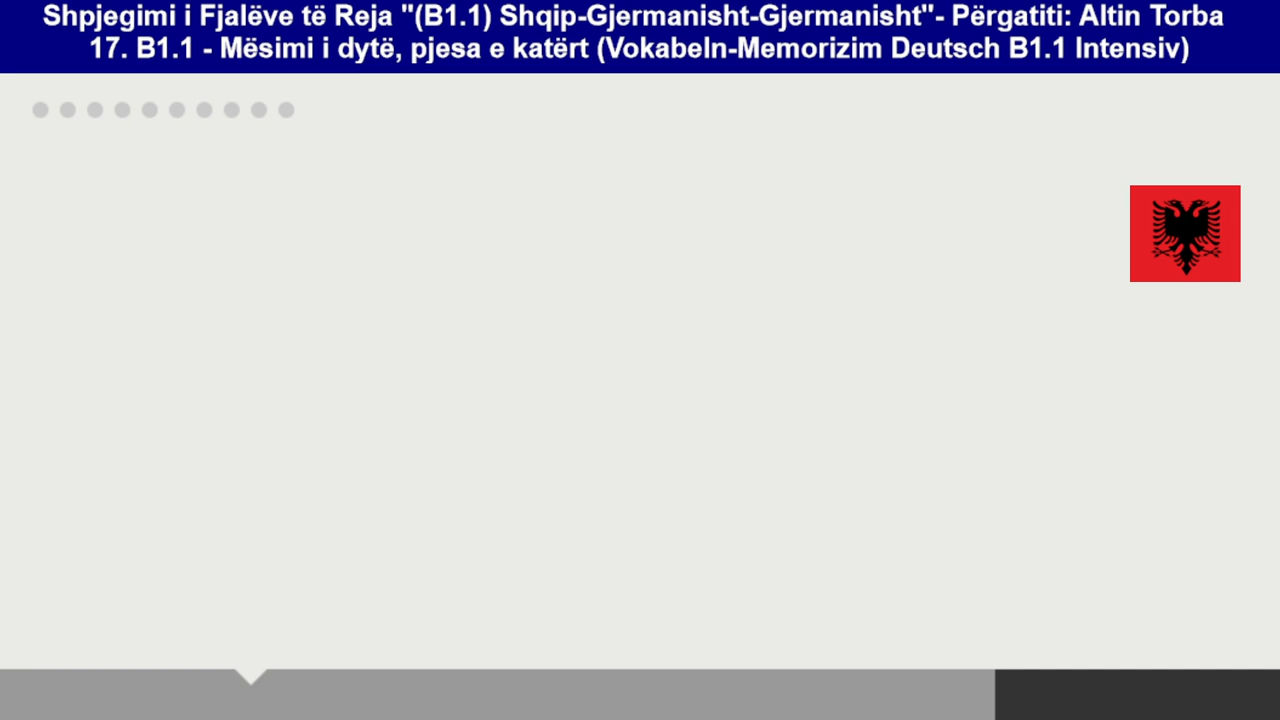 Shpjegimi i Fjalëve të Reja "(B1.1) Shqip-Gjermanisht-Gjermanisht"- Përgatiti: Altin Torba
17. B1.1 - Mësimi i dytë, pjesa e katërt (Vokabeln-Memorizim Deutsch B1.1 Intensiv)